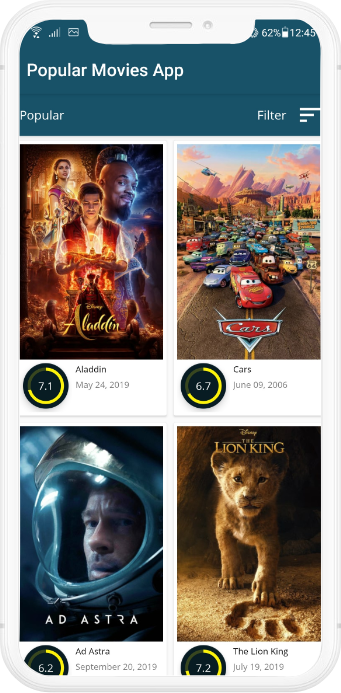 62% 12:45
Popular Movies App
Popular Filter
Disney
Aladdin
Cars
7.1
Aladdin
May 24, 2019
6.7
Cars
June 09, 2006
AD ASTRA
Disney
THE
LION KING
6.2
Ad Astra
September 20, 2019
7.2
The Lion King
July 19, 2019